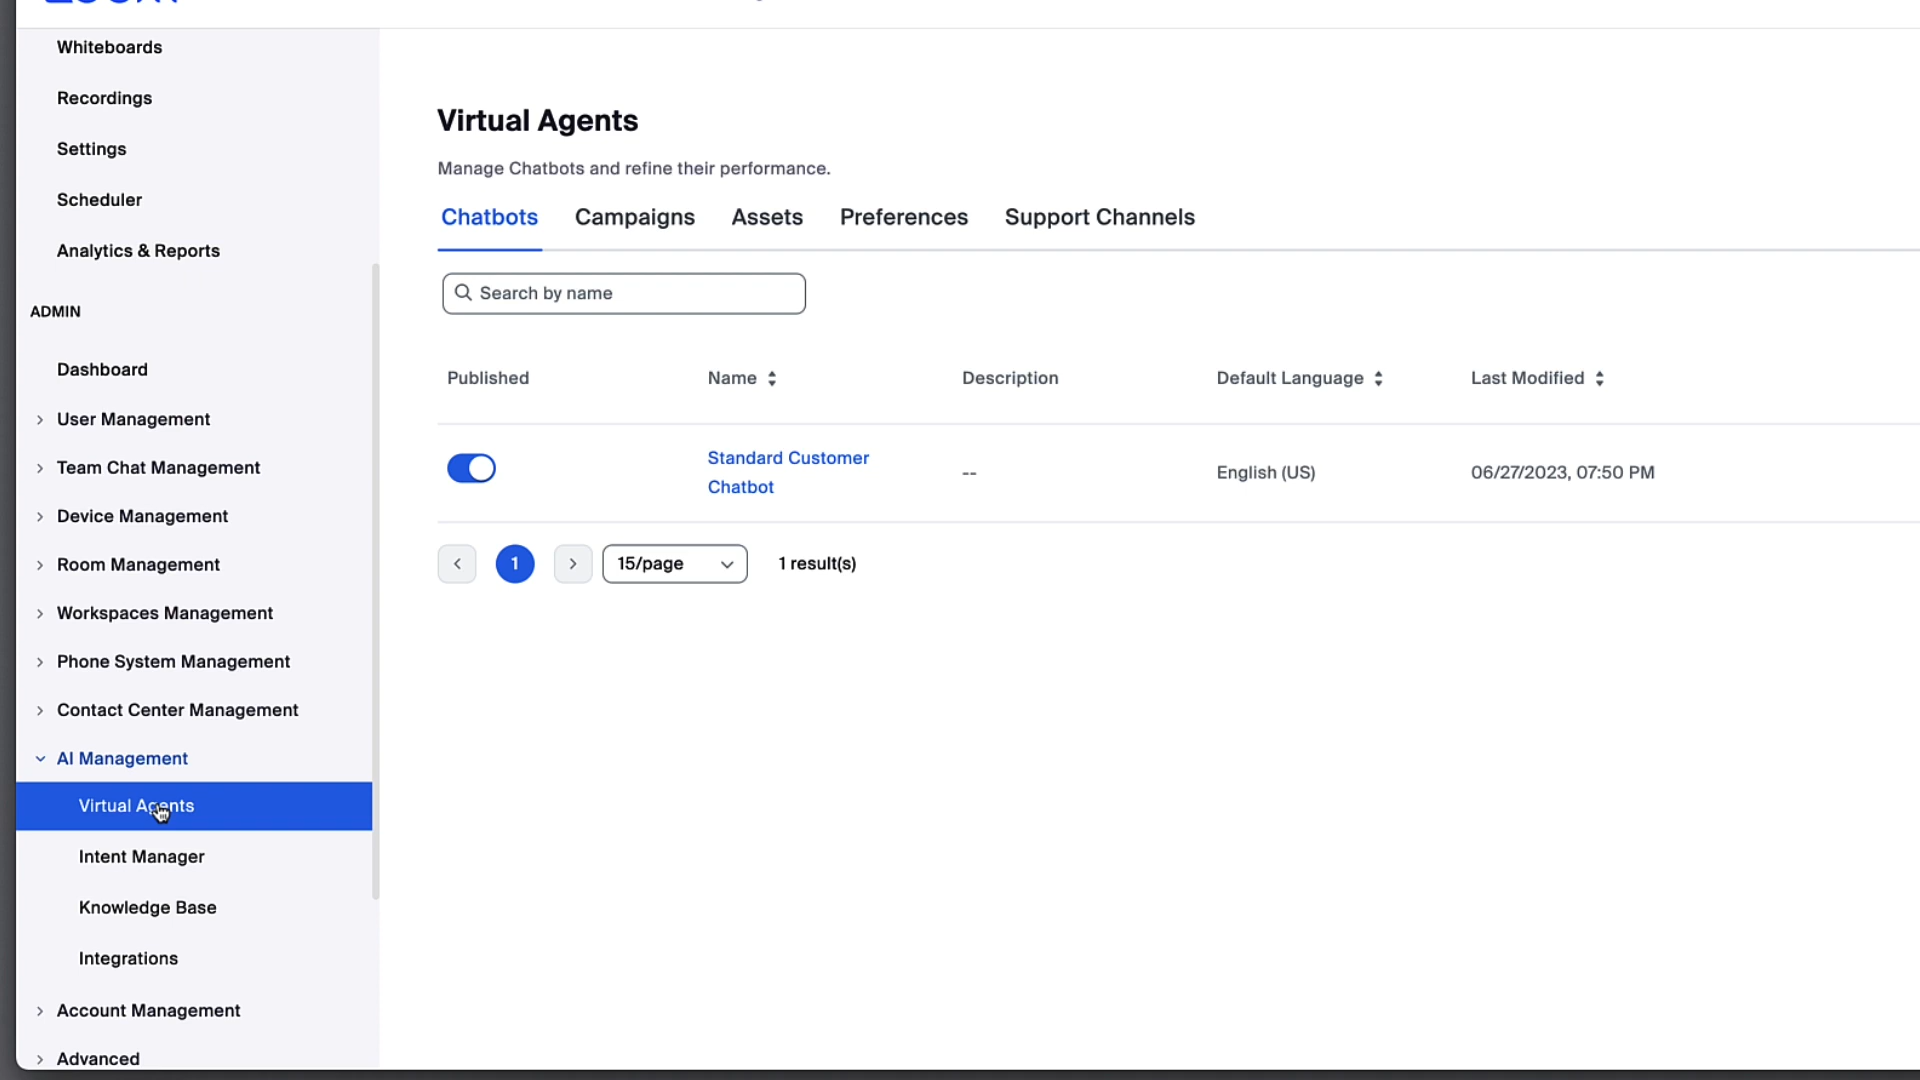 Whiteboards
Recordings
Settings
Scheduler
Analytics & Reports
ADMIN
Dashboard
User Management
Team Chat Management
Device Management
Room Management
Workspaces Management
Phone System Management
Contact Center Management
AI Management
Virtual Agents
Intent Manager
Knowledge Base
Integrations
Account Management
Advanced
Virtual Agents
Manage Chatbots and refine their performance.
Chatbots Campaigns Assets Preferences Support Channels
Search by name
Published Name Description Default Language Last Modified
Standard Customer
Chatbot
-- English (US) 06/27/2023, 07:50 PM
1 15/page 1 result(s)